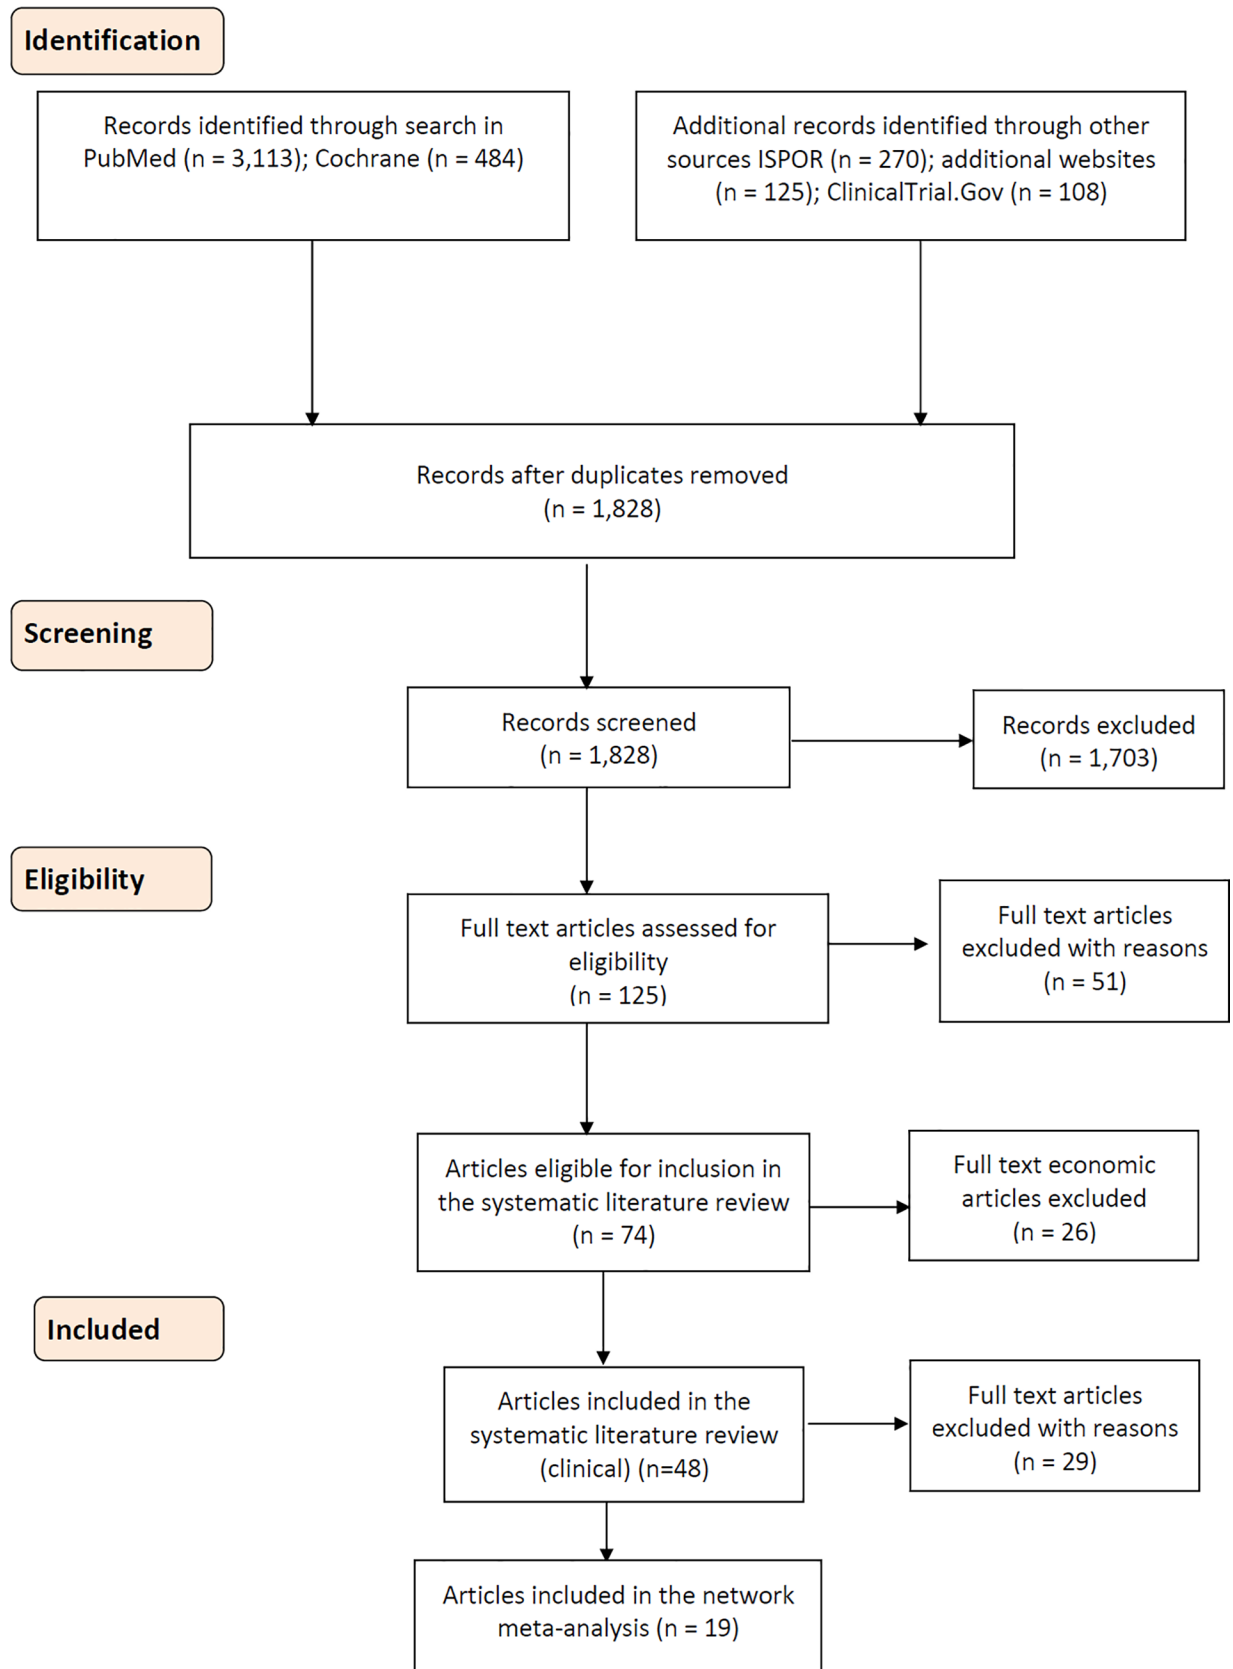 Identification
Records identified through search in
PubMed (n = 3,113); Cochrane (n = 484)
Additional records identified through other
sources ISPOR (n = 270); additional websites
(n = 125); ClinicalTrial.Gov (n = 108)
Records after duplicates removed
(n = 1,828)
Screening
Records screened
(n = 1,828)
Records excluded
(n = 1,703)
Eligibility
Full text articles assessed for
eligibility
(n = 125)
Full text articles
excluded with reasons
(n = 51)
Articles eligible for inclusion in
the systematic literature review
(n = 74)
Full text economic
articles excluded
(n = 26)
Included
Articles included in the
systematic literature review
(clinical) (n=48)
Full text articles
excluded with reasons
(n = 29)
Articles included in the network
meta-analysis (n = 19)